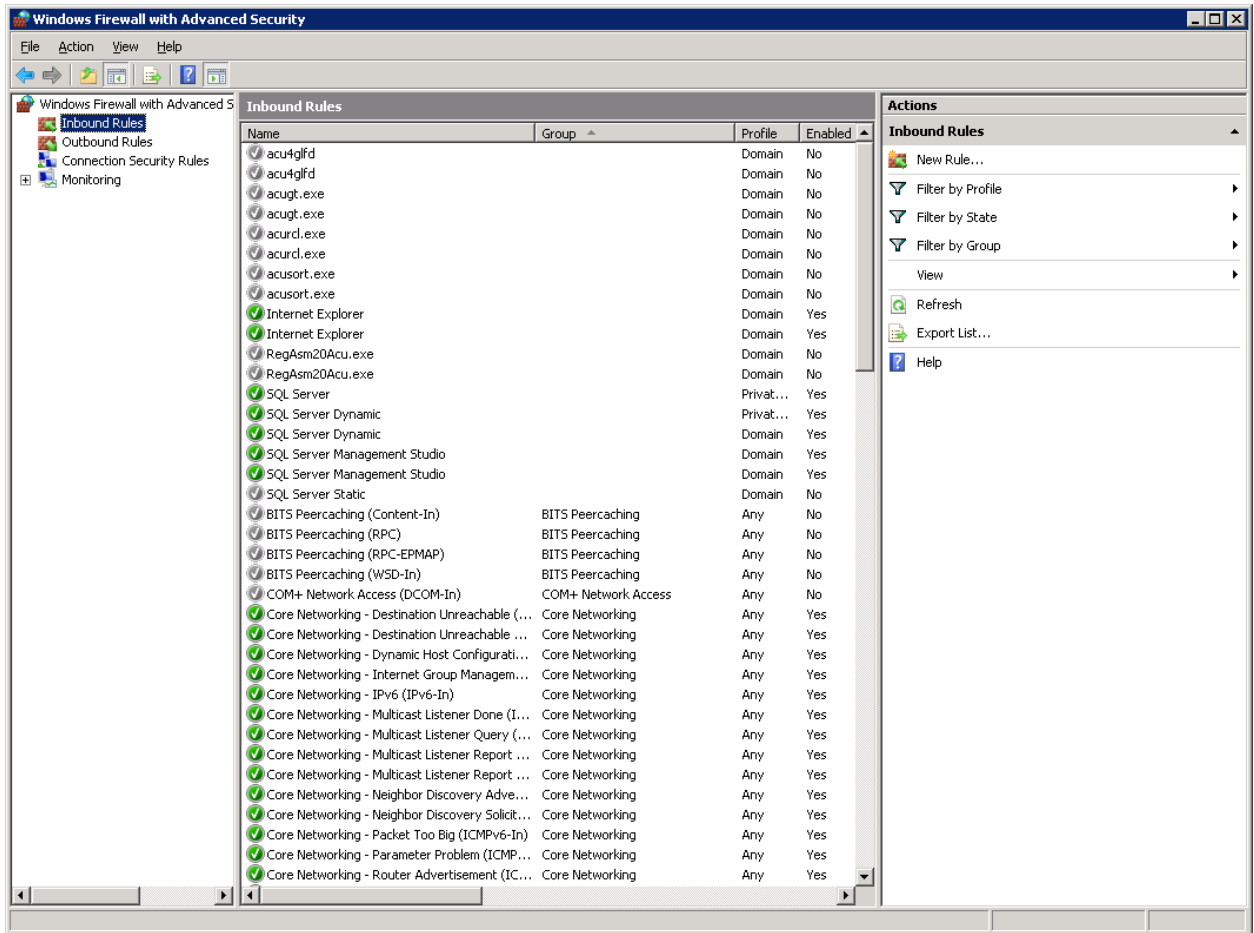 Windows Firewall with Advanced Security
File Action View Help
Windows Firewall with Advanced S
Inbound Rules
Outbound Rules
Connection Security Rules
Monitoring
Inbound Rules
Name Group Profile Enabled
acu4glfd Domain No
acu4glfd Domain No
acugt.exe Domain No
acugt.exe Domain No
acurcl.exe Domain No
acurcl.exe Domain No
acusort.exe Domain No
acusort.exe Domain No
Internet Explorer Domain Yes
Internet Explorer Domain Yes
RegAsm20Acu.exe Domain No
RegAsm20Acu.exe Domain No
SQL Server Privat... Yes
SQL Server Dynamic Privat... Yes
SQL Server Dynamic Domain Yes
SQL Server Management Studio Domain Yes
SQL Server Management Studio Domain Yes
SQL Server Static Domain No
BITS Peercaching (Content-In) BITS Peercaching Any No
BITS Peercaching (RPC) BITS Peercaching Any No
BITS Peercaching (RPC-EPMAP) BITS Peercaching Any No
BITS Peercaching (WSD-In) BITS Peercaching Any No
COM+ Network Access (DCOM-In) COM+ Network Access Any No
Core Networking - Destination Unreachable (... Core Networking Any Yes
Core Networking - Destination Unreachable ... Core Networking Any Yes
Core Networking - Dynamic Host Configurati... Core Networking Any Yes
Core Networking - Internet Group Managem... Core Networking Any Yes
Core Networking - IPv6 (IPv6-In) Core Networking Any Yes
Core Networking - Multicast Listener Done (I... Core Networking Any Yes
Core Networking - Multicast Listener Query (... Core Networking Any Yes
Core Networking - Multicast Listener Report ... Core Networking Any Yes
Core Networking - Multicast Listener Report ... Core Networking Any Yes
Core Networking - Neighbor Discovery Adve... Core Networking Any Yes
Core Networking - Neighbor Discovery Solicit... Core Networking Any Yes
Core Networking - Packet Too Big (ICMPv6-In) Core Networking Any Yes
Core Networking - Parameter Problem (ICMP... Core Networking Any Yes
Core Networking - Router Advertisement (IC... Core Networking Any Yes
Actions
Inbound Rules
New Rule...
Filter by Profile
Filter by State
Filter by Group
View
Refresh
Export List...
Help